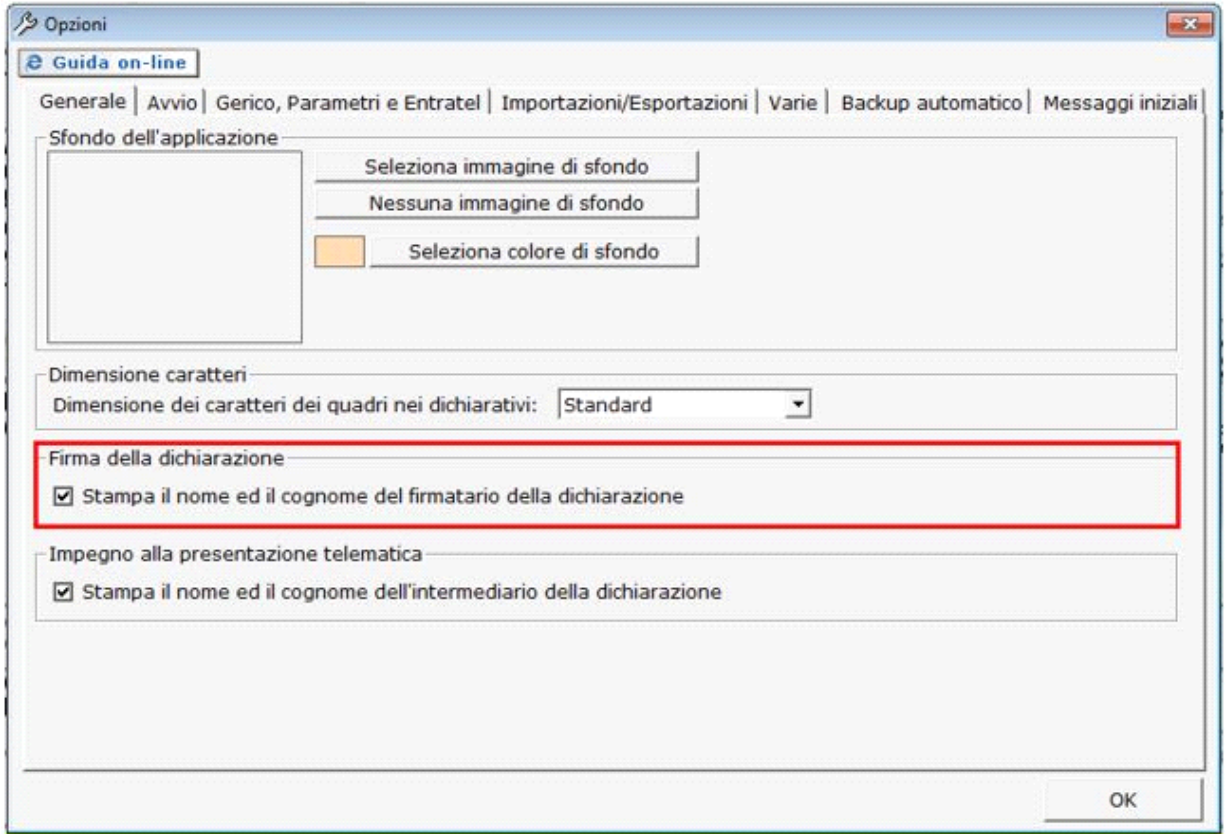 Opzioni
Guida on-line
Generale Avvio Gerico, Parametri e Entratel Importazioni/Esportazioni Varie Backup automatico Messaggi iniziali
Sfondo dell'applicazione
Seleziona immagine di sfondo
Nessuna immagine di sfondo
Seleziona colore di sfondo
Dimensione caratteri
Dimensione dei caratteri dei quadri nei dichiarativi: Standard
Firma della dichiarazione
Stampa il nome ed il cognome del firmatario della dichiarazione
Impegno alla presentazione telematica
Stampa il nome ed il cognome dell'intermediario della dichiarazione
OK